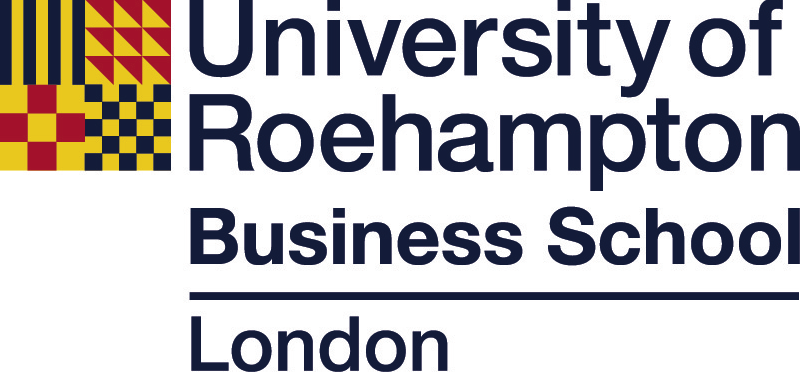 University of
Roehampton
Business School
London